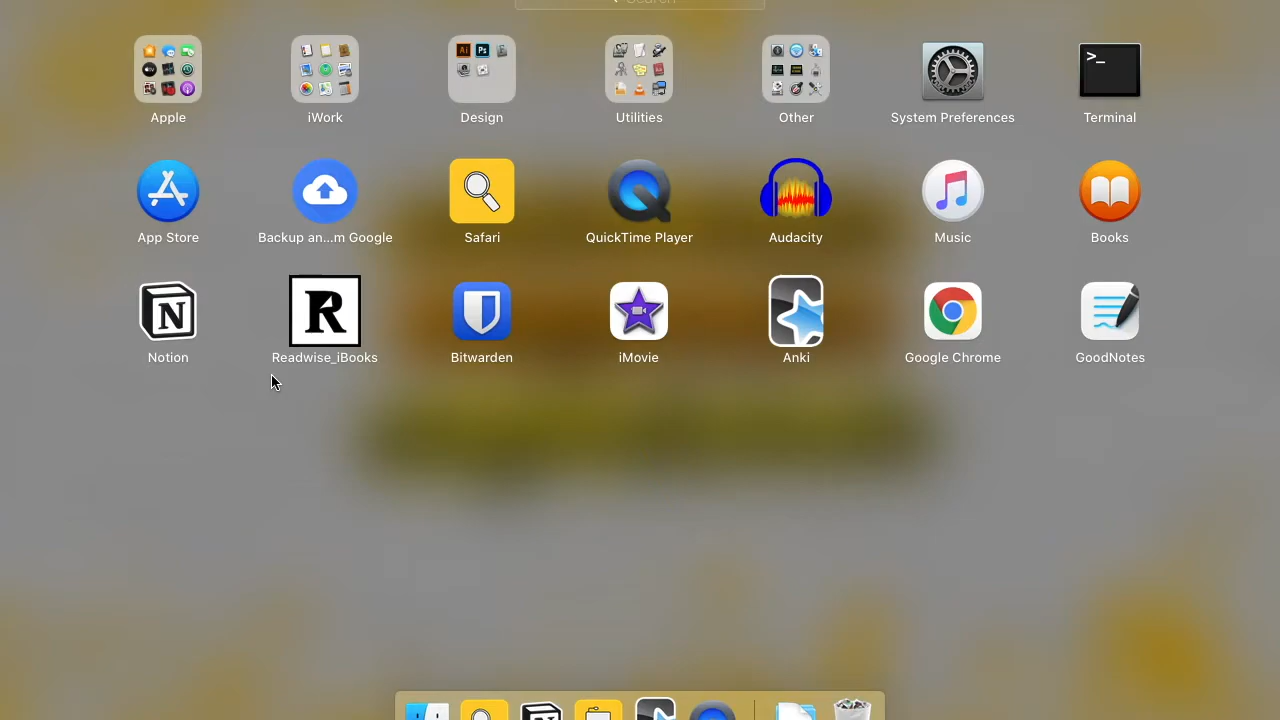 Apple
iWork
Design
Utilities
Other
System Preferences
Terminal
App Store
Backup an...m Google
Safari
QuickTime Player
Audacity
Music
Books
Notion
Readwise_iBooks
Bitwarden
iMovie
Anki
Google Chrome
GoodNotes